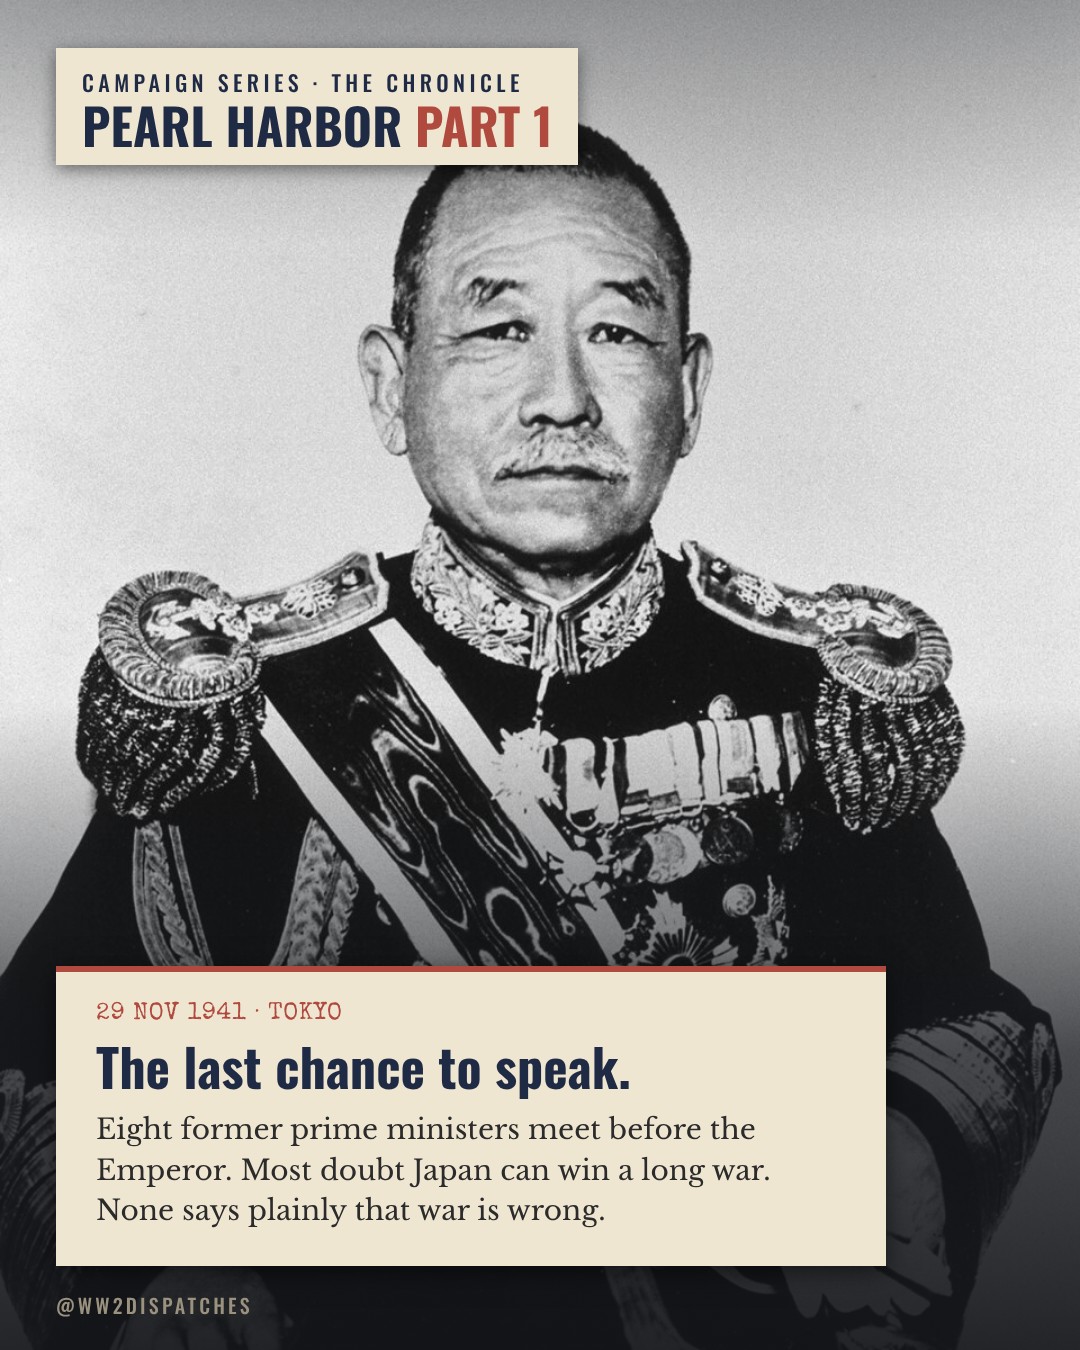 CAMPAIGN SERIES · THE CHRONICLE
PEARL HARBOR PART 1
29 NOV 1941 · TOKYO
The last chance to speak.
Eight former prime ministers meet before the
Emperor. Most doubt Japan can win a long war.
None says plainly that war is wrong.
@WW2DISPATCHES